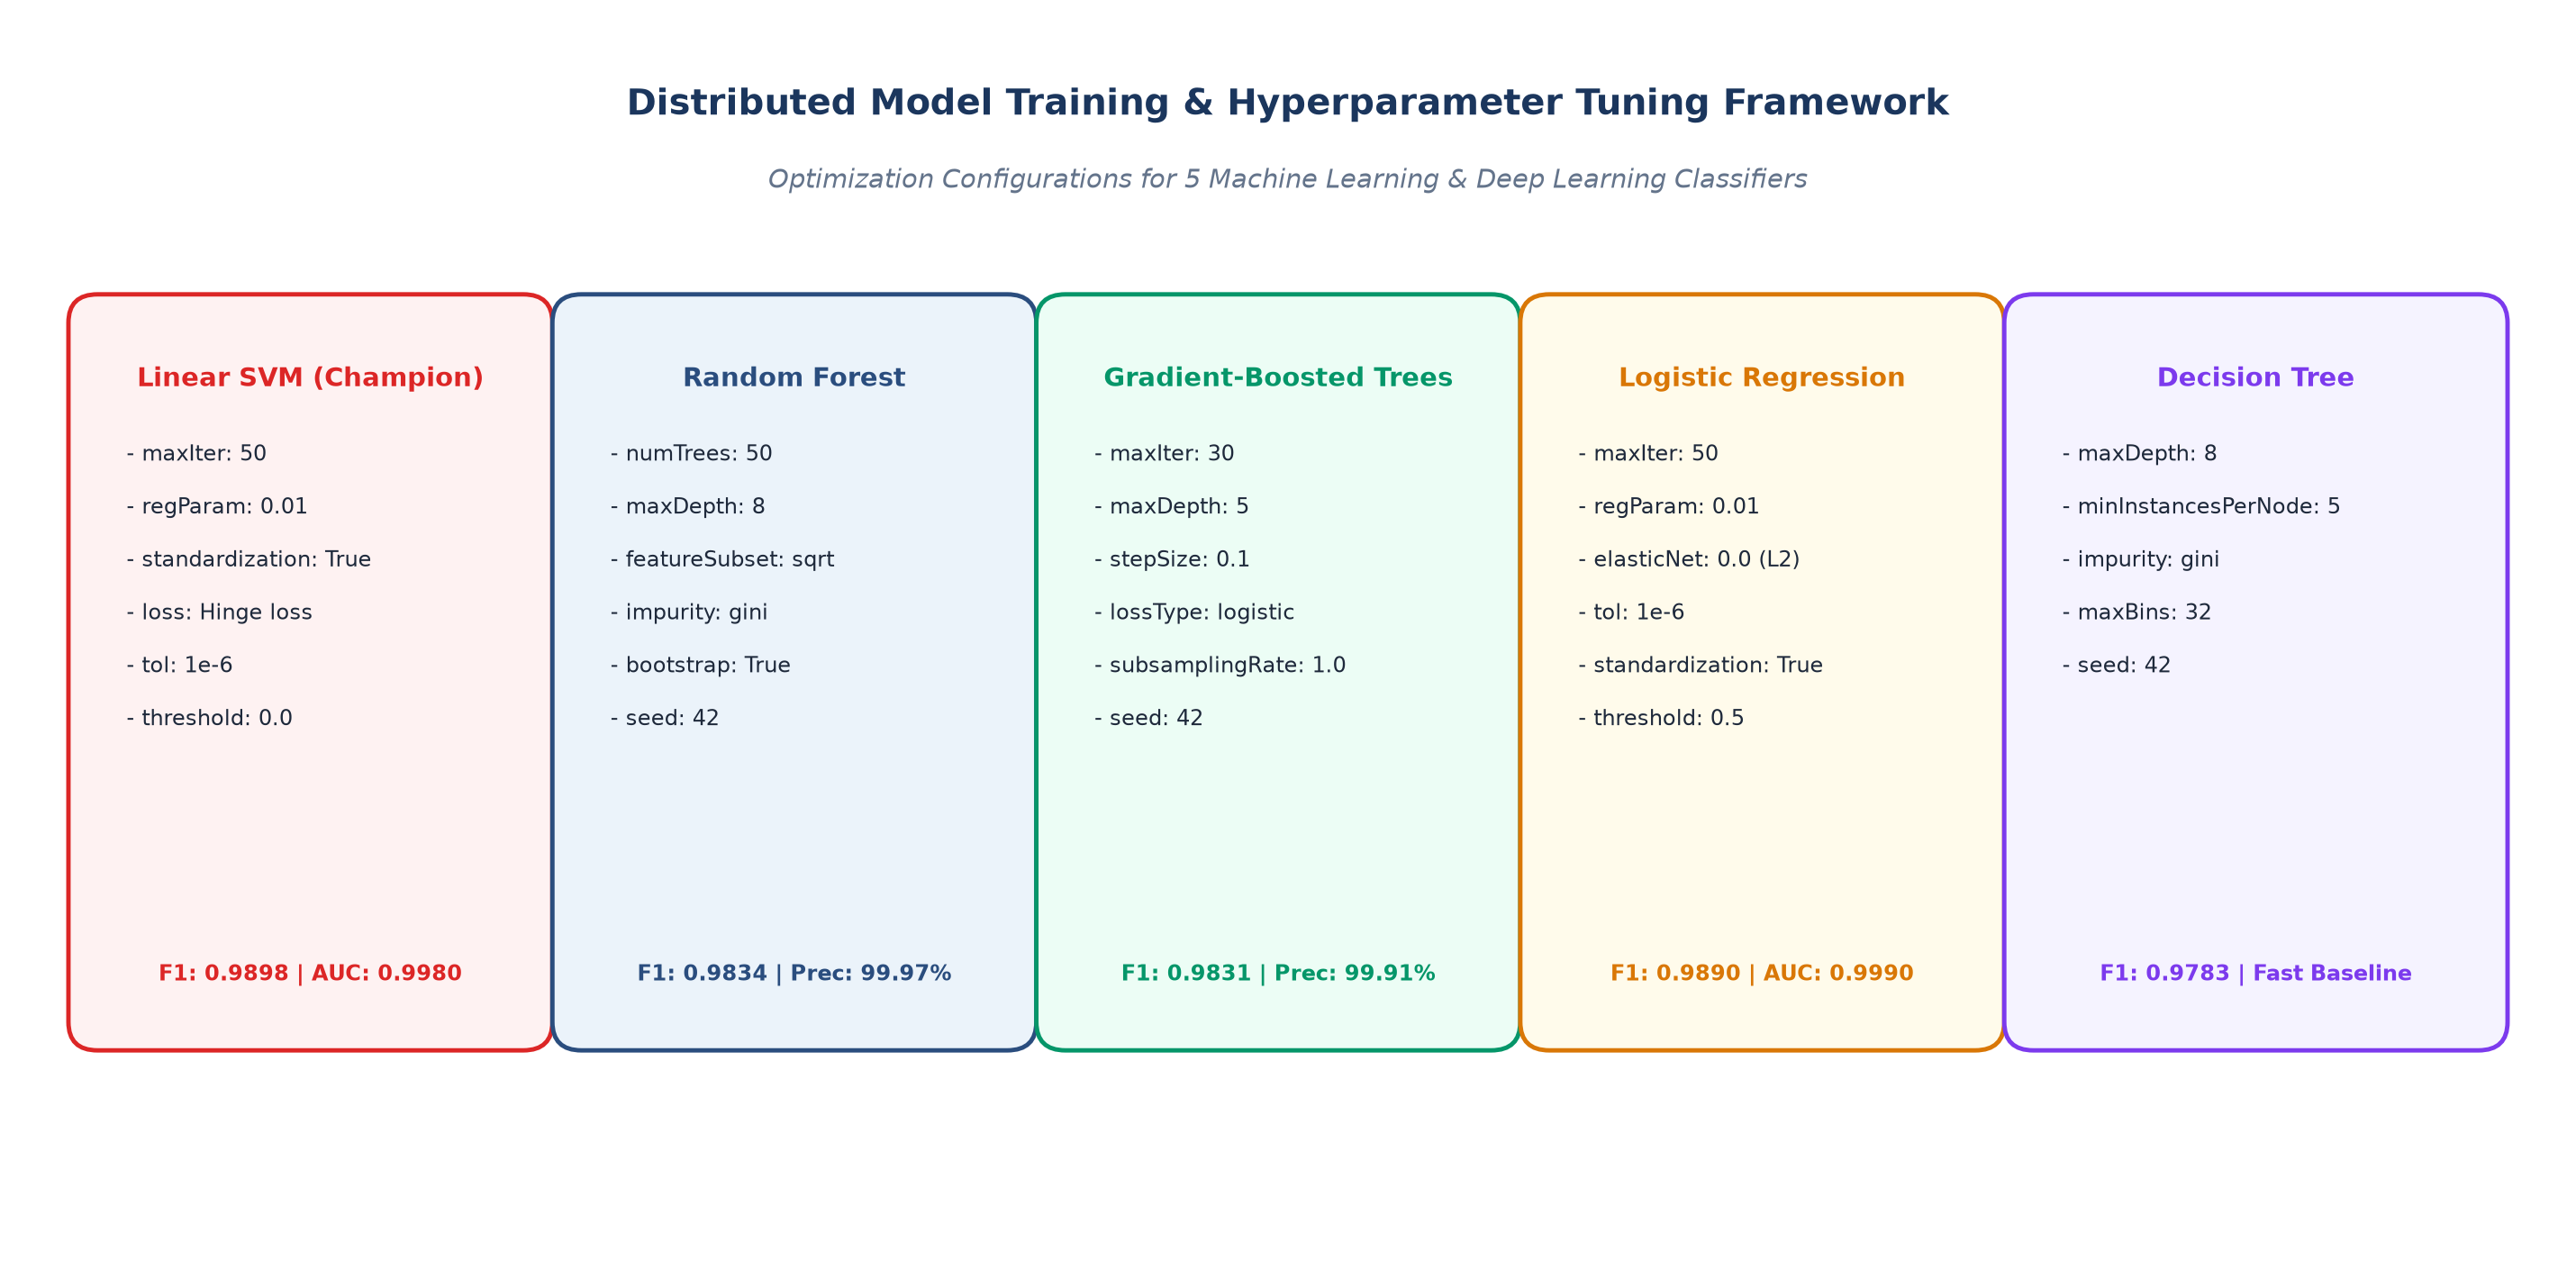 Distributed Model Training & Hyperparameter Tuning Framework
Optimization Configurations for 5 Machine Learning & Deep Learning Classifiers
Linear SVM (Champion)
- maxIter: 50
- regParam: 0.01
- standardization: True
- loss: Hinge loss
- tol: 1e-6
- threshold: 0.0
F1: 0.9898 | AUC: 0.9980
Random Forest
- numTrees: 50
- maxDepth: 8
- featureSubset: sqrt
- impurity: gini
- bootstrap: True
- seed: 42
F1: 0.9834 | Prec: 99.97%
Gradient-Boosted Trees
- maxIter: 30
- maxDepth: 5
- stepSize: 0.1
- lossType: logistic
- subsamplingRate: 1.0
- seed: 42
F1: 0.9831 | Prec: 99.91%
Logistic Regression
- maxIter: 50
- regParam: 0.01
- elasticNet: 0.0 (L2)
- tol: 1e-6
- standardization: True
- threshold: 0.5
F1: 0.9890 | AUC: 0.9990
Decision Tree
- maxDepth: 8
- minInstancesPerNode: 5
- impurity: gini
- maxBins: 32
- seed: 42
F1: 0.9783 | Fast Baseline